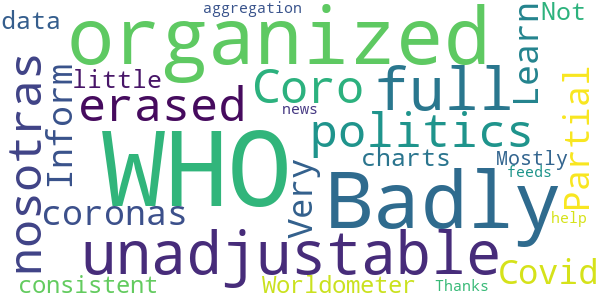 aggregation
data
organized
Learn
Not
little
Coro
full
nosotras
Inform
erased
politics
Partial
WHO
news
charts
Mostly
Very
Badly
feeds
coronas
help
unadjustable
consistent
Worldometer
Thanks
Covid